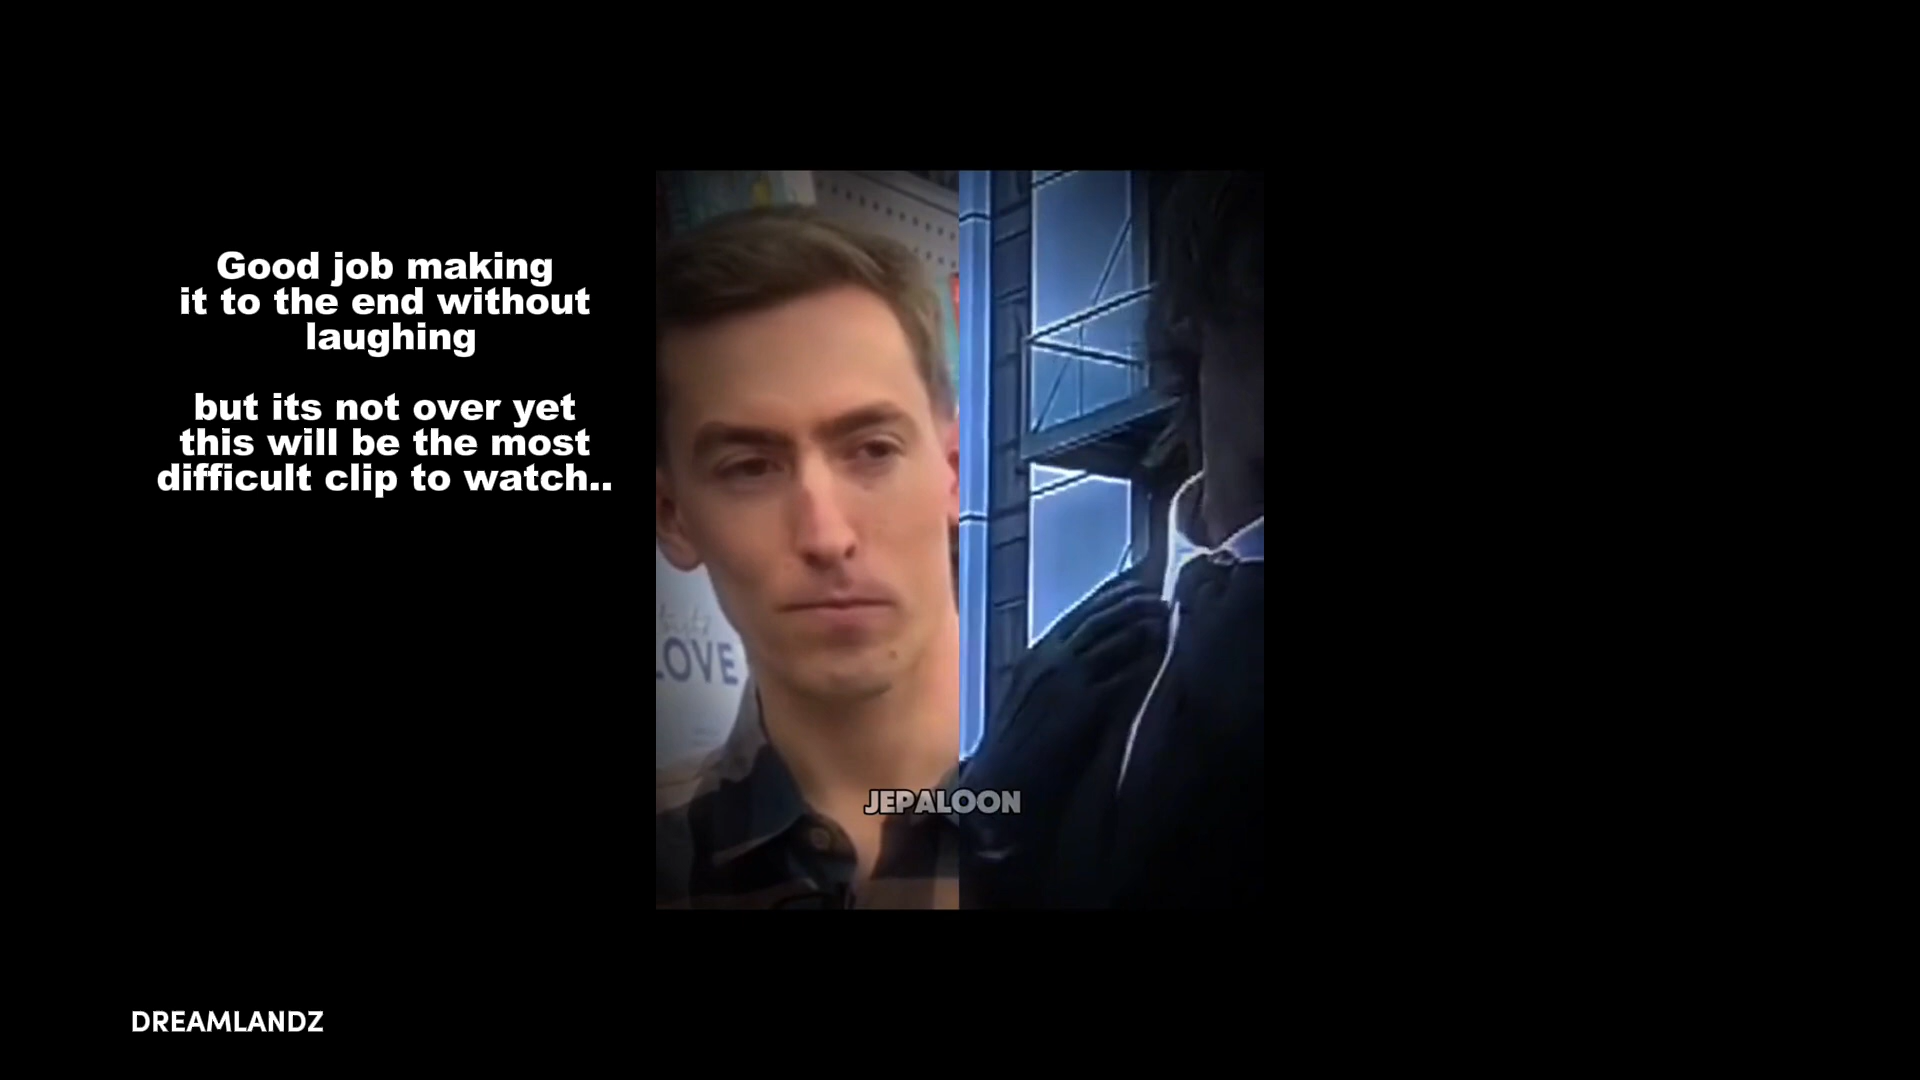 Good job making
it to the end without
laughing
but its not over yet
this will be the most
difficult clip to watch..
LOVE
JEPALOON
DREAMLANDZ